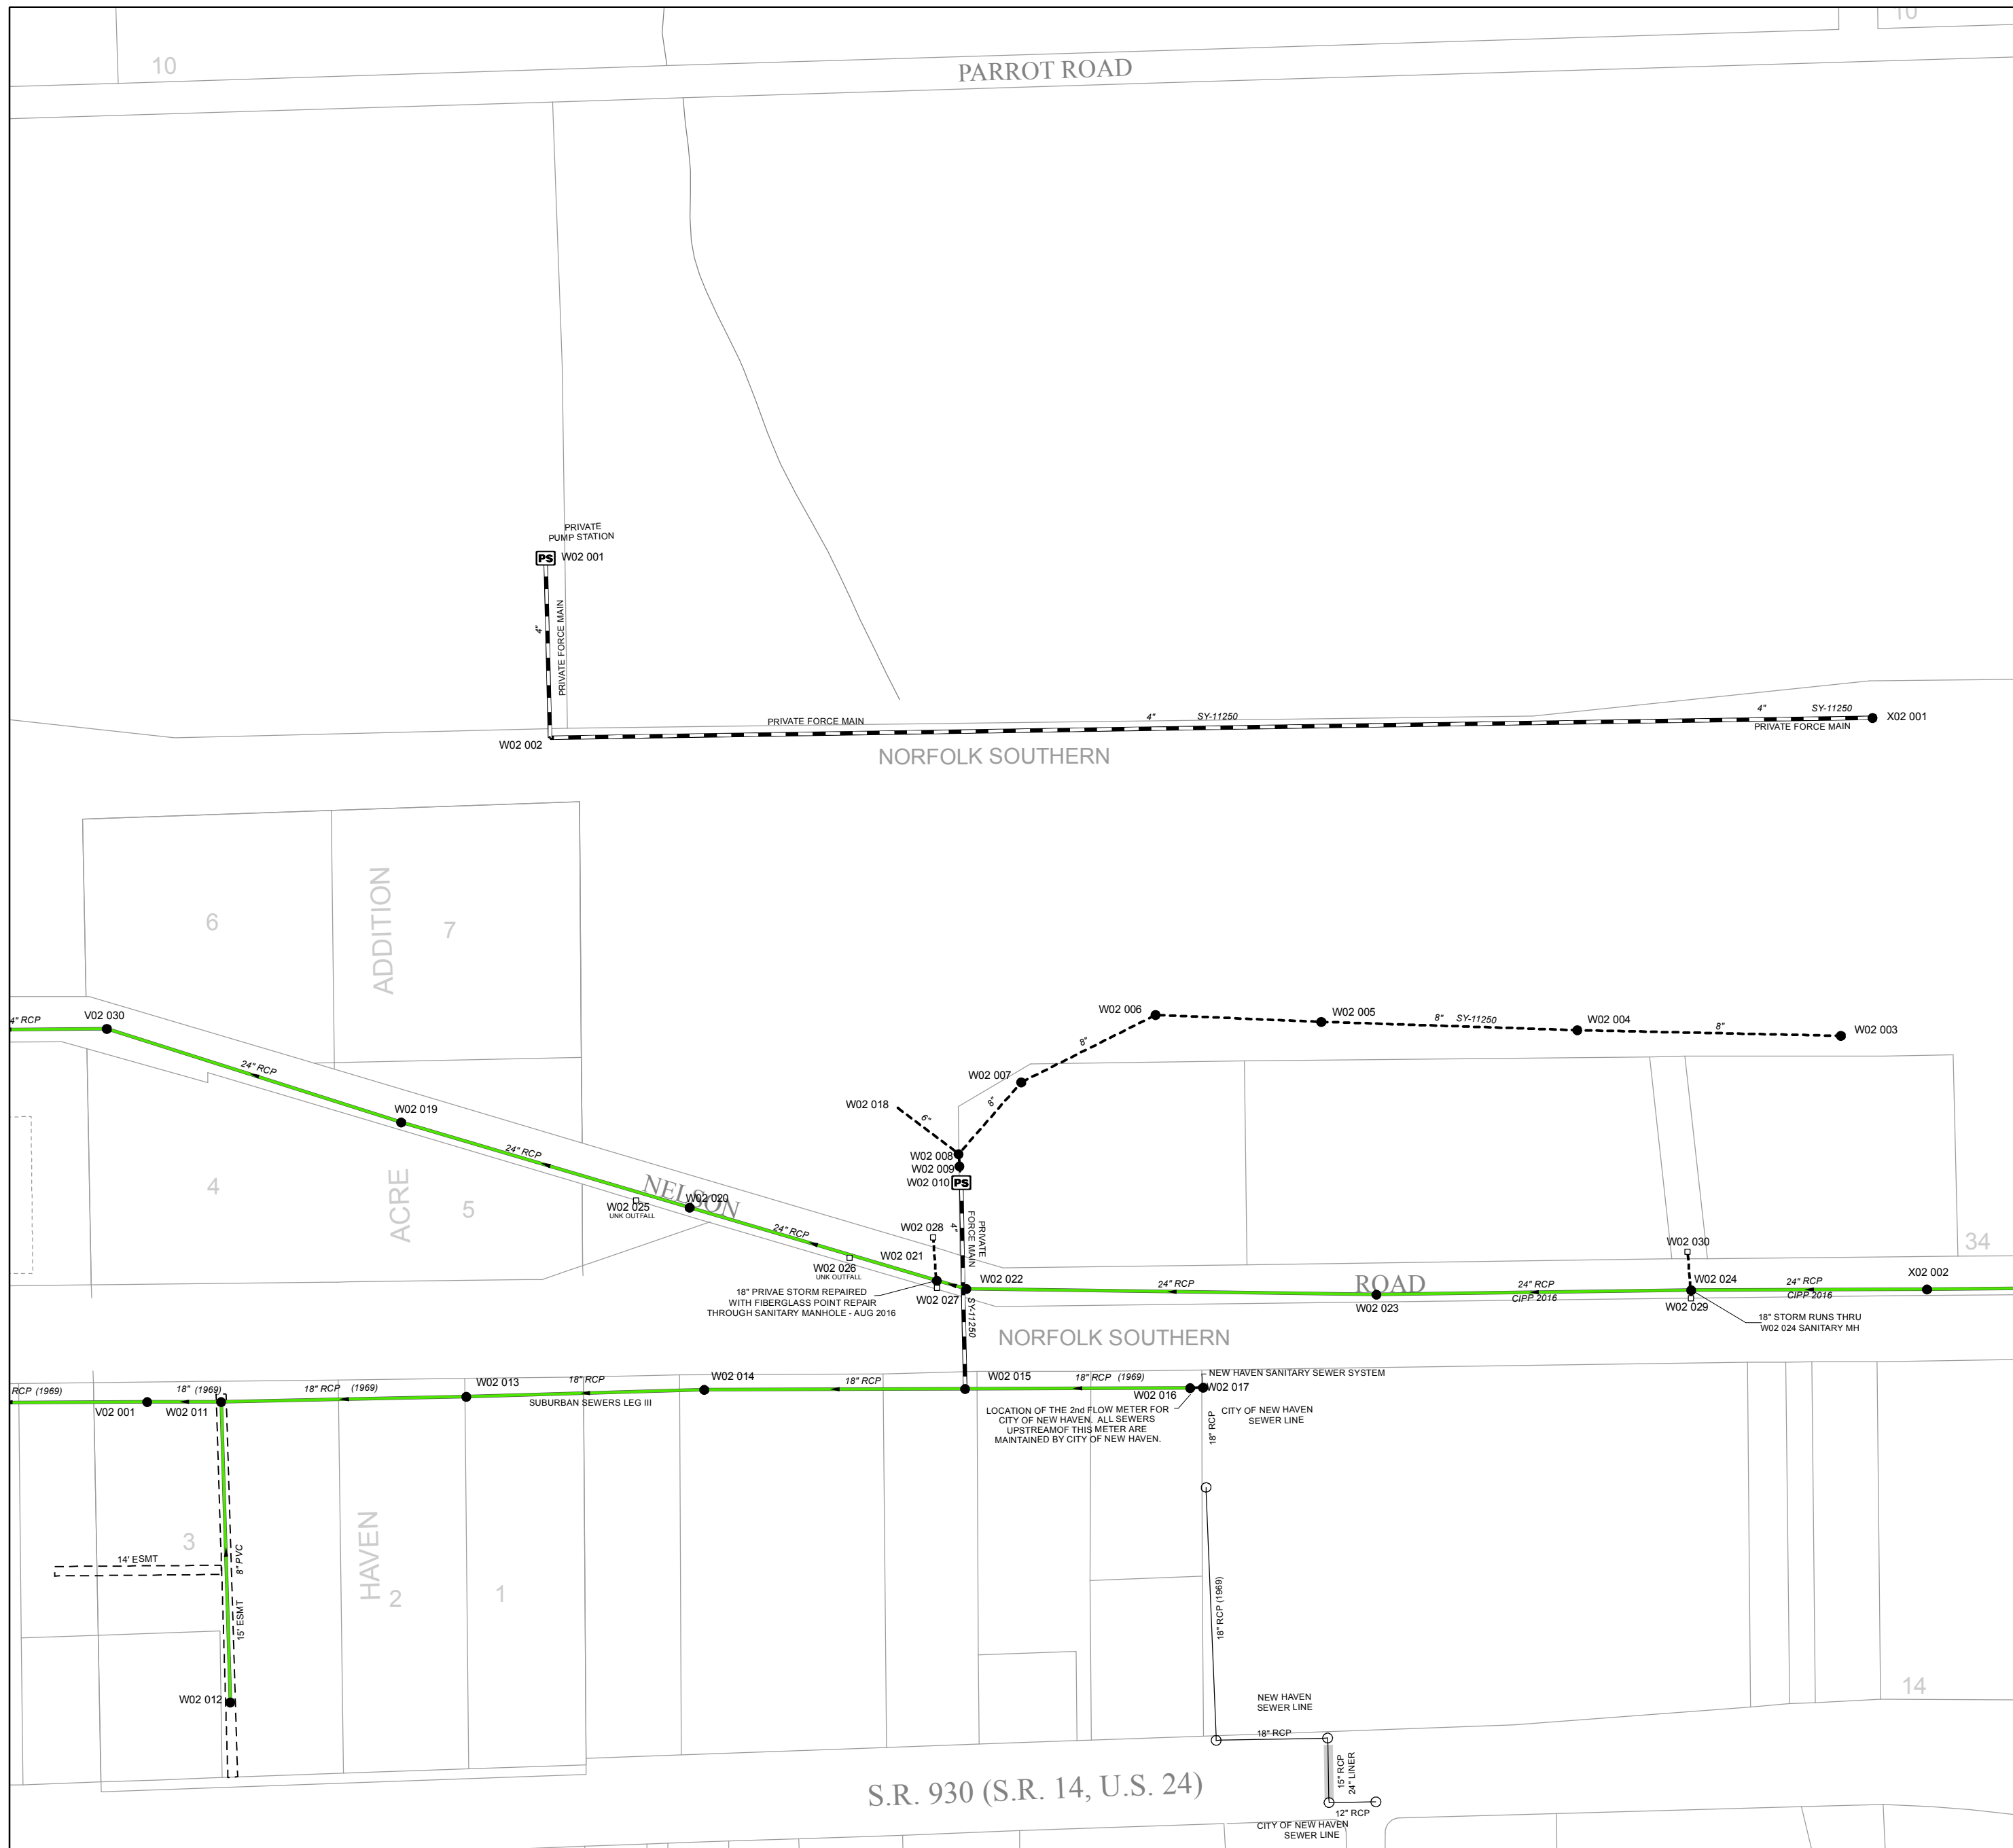 10
10
PARROT ROAD
PRIVATE
PUMP STATION
PS
W02 001
4"
PRIVATE FORCE MAIN
W02 002
PRIVATE FORCE MAIN
4"
SY-11250
4"
SY-11250
X02 001
PRIVATE FORCE MAIN
NORFOLK SOUTHERN
6
ADDITION
7
4" RCP
V02 030
24" RCP
W02 019
24" RCP
W02 006
W02 005
8"
SY-11250
W02 004
8"
W02 003
8"
W02 007
8"
W02 018
6"
W02 008
W02 009
W02 010
PS
4
ACRE
5
NELSON
W02 020
W02 025
UNK OUTFALL
24" RCP
W02 028
4"
PRIVATE
FORCE MAIN
W02 021
W02 026
UNK OUTFALL
W02 027
W02 022
SY-11250
18" PRIVAE STORM REPAIRED
WITH FIBERGLASS POINT REPAIR
THROUGH SANITARY MANHOLE - AUG 2016
24" RCP
ROAD
W02 023
24" RCP
CIPP 2016
W02 030
34
W02 024
W02 029
24" RCP
CIPP 2016
X02 002
18" STORM RUNS THRU
W02 024 SANITARY MH
NORFOLK SOUTHERN
RCP (1969)
V02 001
18" (1969)
W02 011
18" RCP (1969)
W02 013
18" RCP
SUBURBAN SEWERS LEG III
W02 014
18" RCP
W02 015
18" RCP (1969)
W02 016
W02 017
NEW HAVEN SANITARY SEWER SYSTEM
LOCATION OF THE 2nd FLOW METER FOR
CITY OF NEW HAVEN. ALL SEWERS
UPSTREAMOF THIS METER ARE
MAINTAINED BY CITY OF NEW HAVEN.
18" RCP
CITY OF NEW HAVEN
SEWER LINE
3
14' ESMT
8" PVC
15' ESMT
HAVEN
2
1
18" RCP (1969)
W02 012
NEW HAVEN
SEWER LINE
18" RCP
14
15" RCP
24" LINER
S.R. 930 (S.R. 14, U.S. 24)
12" RCP
CITY OF NEW HAVEN
SEWER LINE